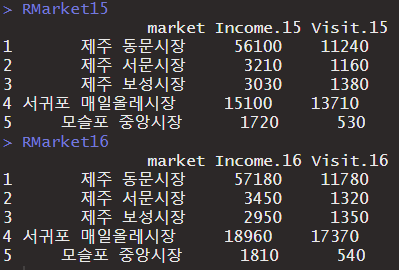 > RMarket15
market Income.15 Visit.15
1 제주 동문시장 56100 11240
2 제주 서문시장 3210 1160
3 제주 보성시장 3030 1380
4 서귀포 매일올레시장 15100 13710
5 모슬포 중앙시장 1720 530
> RMarket16
market Income.16 Visit.16
1 제주 동문시장 57180 11780
2 제주 서문시장 3450 1320
3 제주 보성시장 2950 1350
4 서귀포 매일올레시장 18960 17370
5 모슬포 중앙시장 1810 540